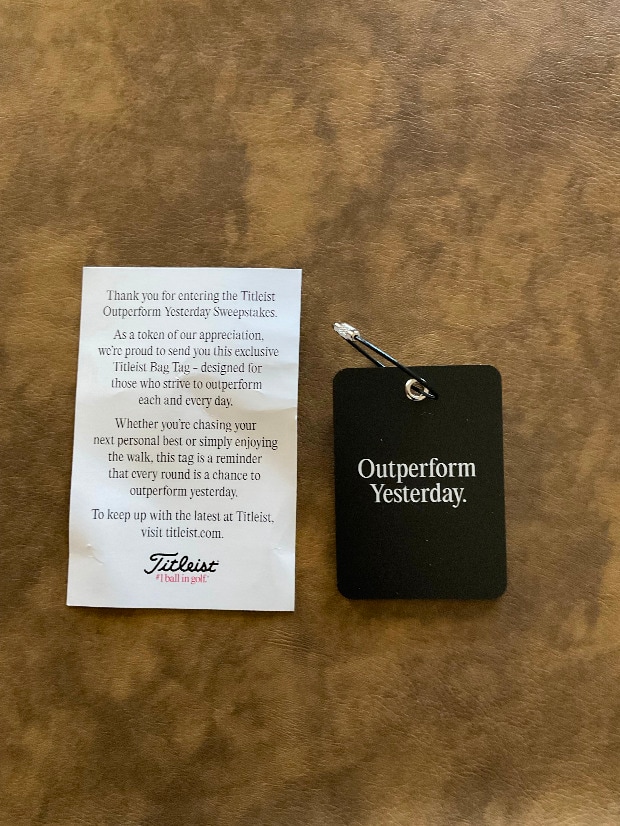 Thank you for entering the Titleist
Outperform Yesterday Sweepstakes.
As a token of our appreciation,
we're proud to send you this exclusive
Titleist Bag Tag – designed for
those who strive to outperform
each and every day.
Whether you're chasing your
next personal best or simply enjoying
the walk, this tag is a reminder
that every round is a chance to
outperform yesterday.
To keep up with the latest at Titleist,
visit titleist.com.
Titleist
#1 ball in golf.
Outperform
Yesterday.